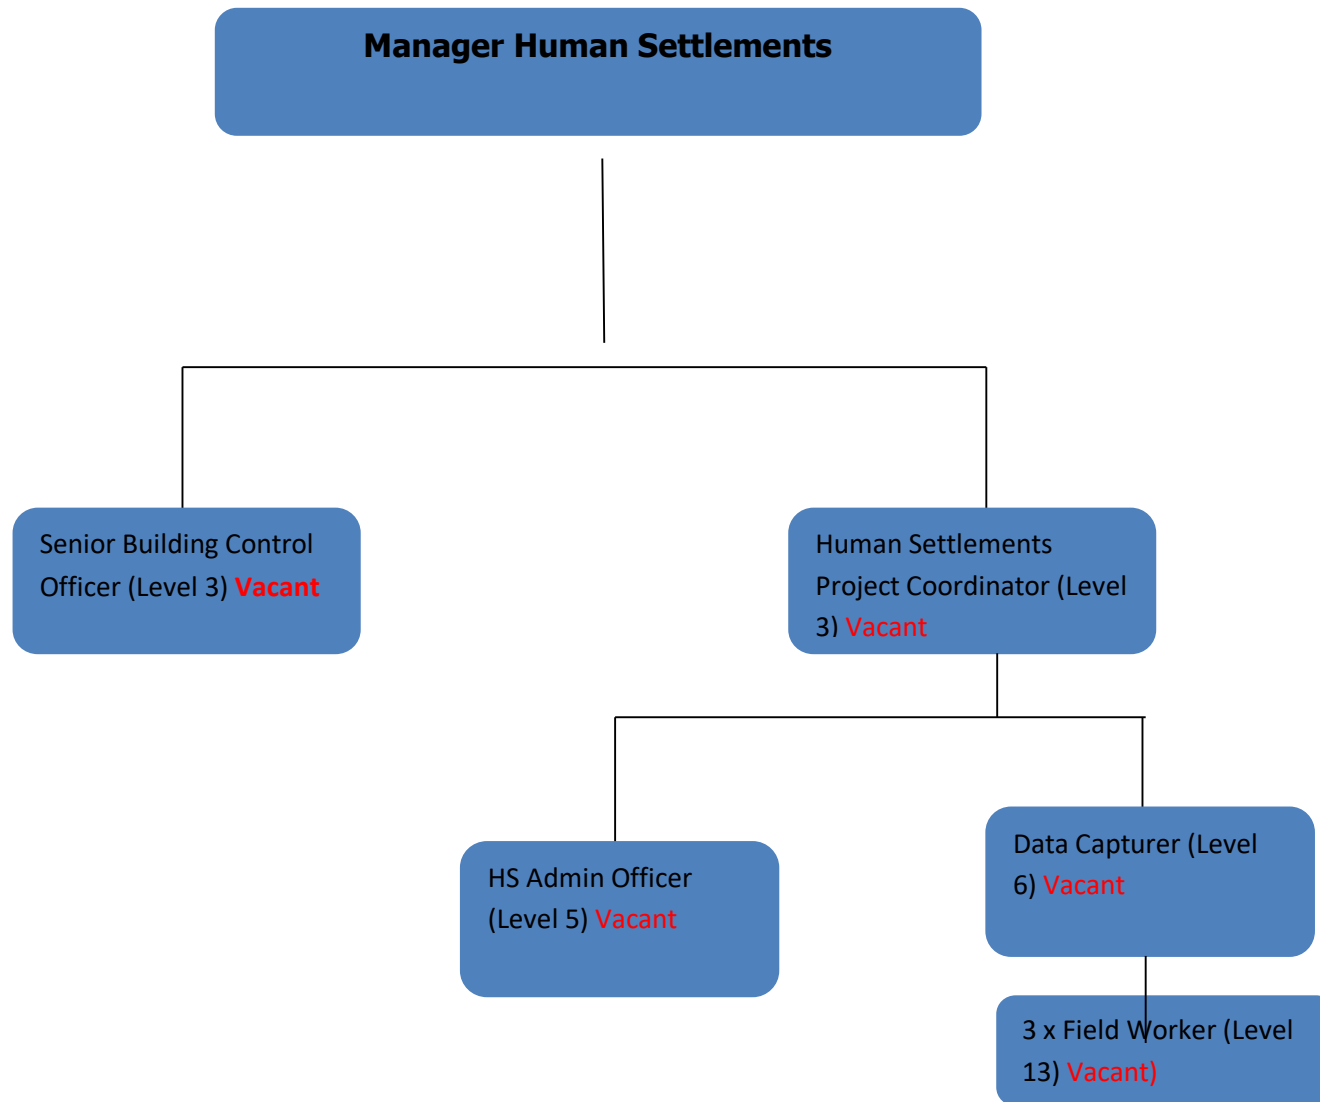 Manager Human Settlements
Senior Building Control
Officer (Level 3) Vacant
Human Settlements
Project Coordinator (Level
3) Vacant
HS Admin Officer
(Level 5) Vacant
Data Capturer (Level
6) Vacant
3 x Field Worker (Level
13) Vacant)